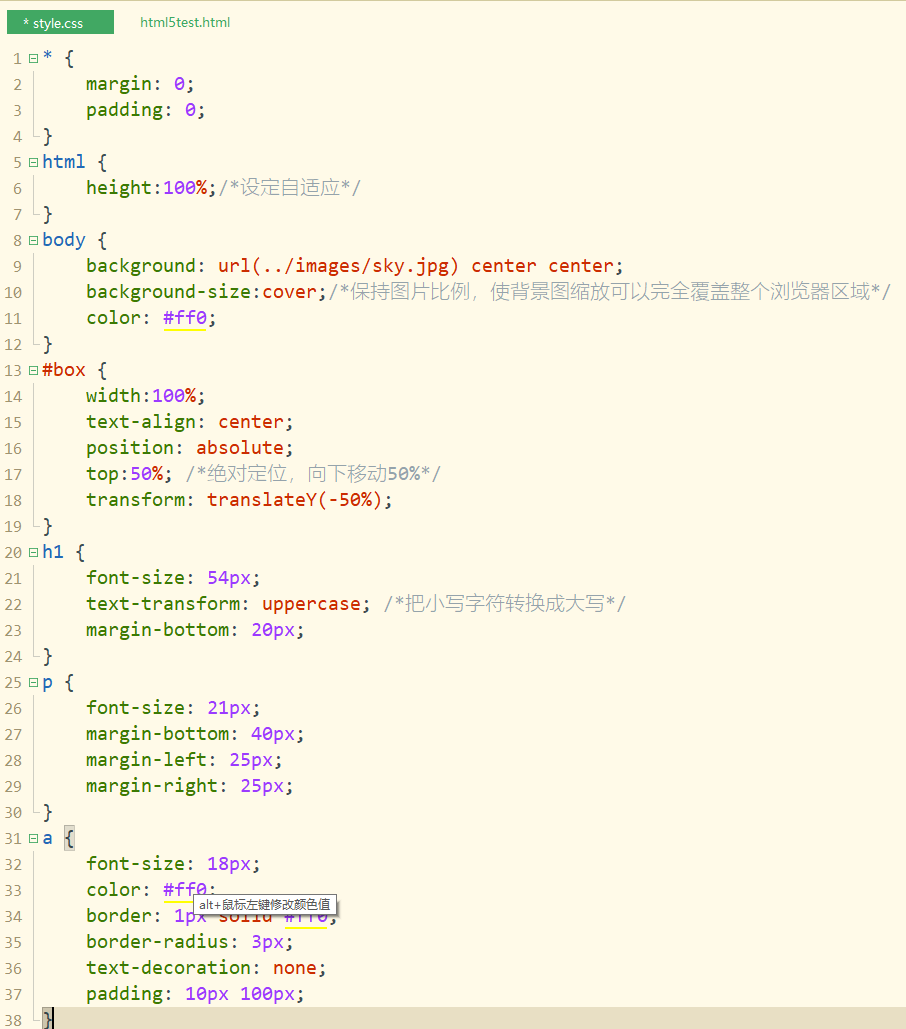 * style.css html5test.html
1 * {
2 margin: 0;
3 padding: 0;
4 }
5 html {
6 height:100%;/*设定自适应*/
7 }
8 body {
9 background: url(../images/sky.jpg) center center;
10 background-size:cover;/*保持图片比例，使背景图缩放可以完全覆盖整个浏览器区域*/
11 color: #ff0;
12 }
13 #box {
14 width:100%;
15 text-align: center;
16 position: absolute;
17 top:50%; /*绝对定位，向下移动50%*/
18 transform: translateY(-50%);
19 }
20 h1 {
21 font-size: 54px;
22 text-transform: uppercase; /*把小写字符转换成大写*/
23 margin-bottom: 20px;
24 }
25 p {
26 font-size: 21px;
27 margin-bottom: 40px;
28 margin-left: 25px;
29 margin-right: 25px;
30 }
31 a {
32 font-size: 18px;
33 color: #ff0;
alt+鼠标左键修改颜色值
34 border: 1px solid #ff0;
35 border-radius: 3px;
36 text-decoration: none;
37 padding: 10px 100px;
38 }